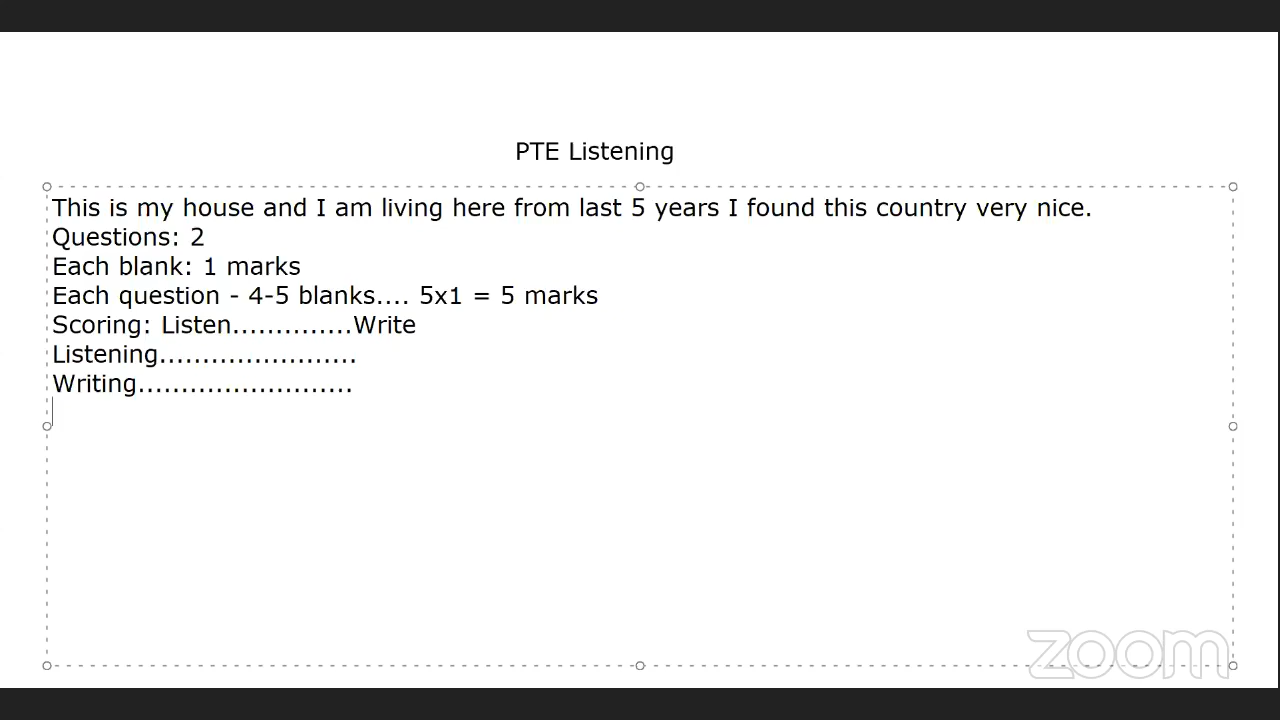 PTE Listening
This is my house and I am living here from last 5 years I found this country very nice.
Questions: 2
Each blank: 1 marks
Each question - 4-5 blanks.... 5x1 = 5 marks
Scoring: Listen..............Write
Listening.......................
Writing.........................
zoom